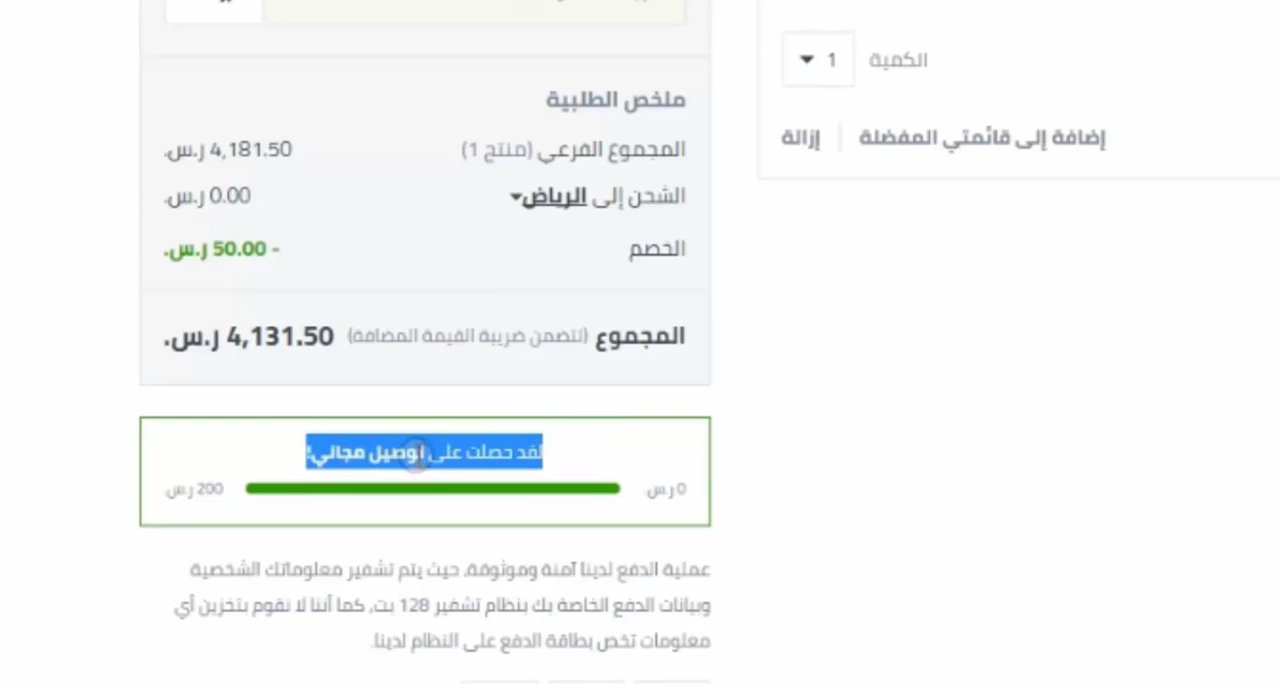 الكمية 1
إضافة إلى قائمتي المفضلة
إزالة
ملخص الطلبية
المجموع الفرعي (منتج 1) 4,181.50 ر.س.
الشحن إلى الرياض 0.00 ر.س.
الخصم - 50.00 ر.س.
المجموع (تتضمن ضريبة القيمة المضافة) 4,131.50 ر.س.
لقد حصلت على توصيل مجاني!
0 ر.س. 200 ر.س.
عملية الدفع لدينا آمنة وموثوقة، حيث يتم تشفير معلوماتك الشخصية
وبيانات الدفع الخاصة بك بنظام تشفير 128 بت، كما أننا لا نقوم بتخزين أي
معلومات تخص بطاقة الدفع على النظام لدينا.